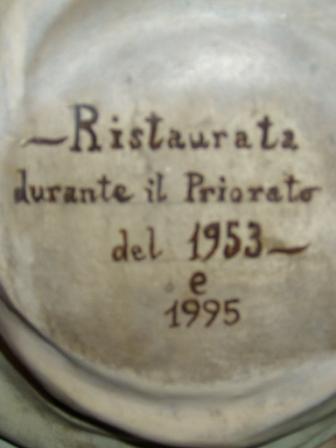 —Ristaurata
durante il Priorato
del 1953—
e
1995